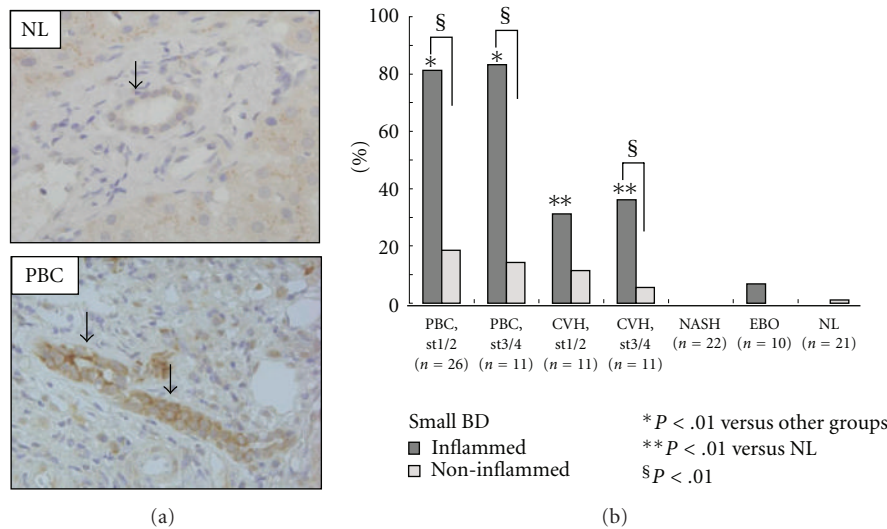 NL
PBC
(a)
(b)
100
80
60
40
20
0
(%)
§
§
§
*
*
**
**
PBC, st1/2 (n = 26)
PBC, st3/4 (n = 11)
CVH, st1/2 (n = 11)
CVH, st3/4 (n = 11)
NASH (n = 22)
EBO (n = 10)
NL (n = 21)
Small BD
Inflammed
Non-inflammed
*P < .01 versus other groups
**P < .01 versus NL
§P < .01